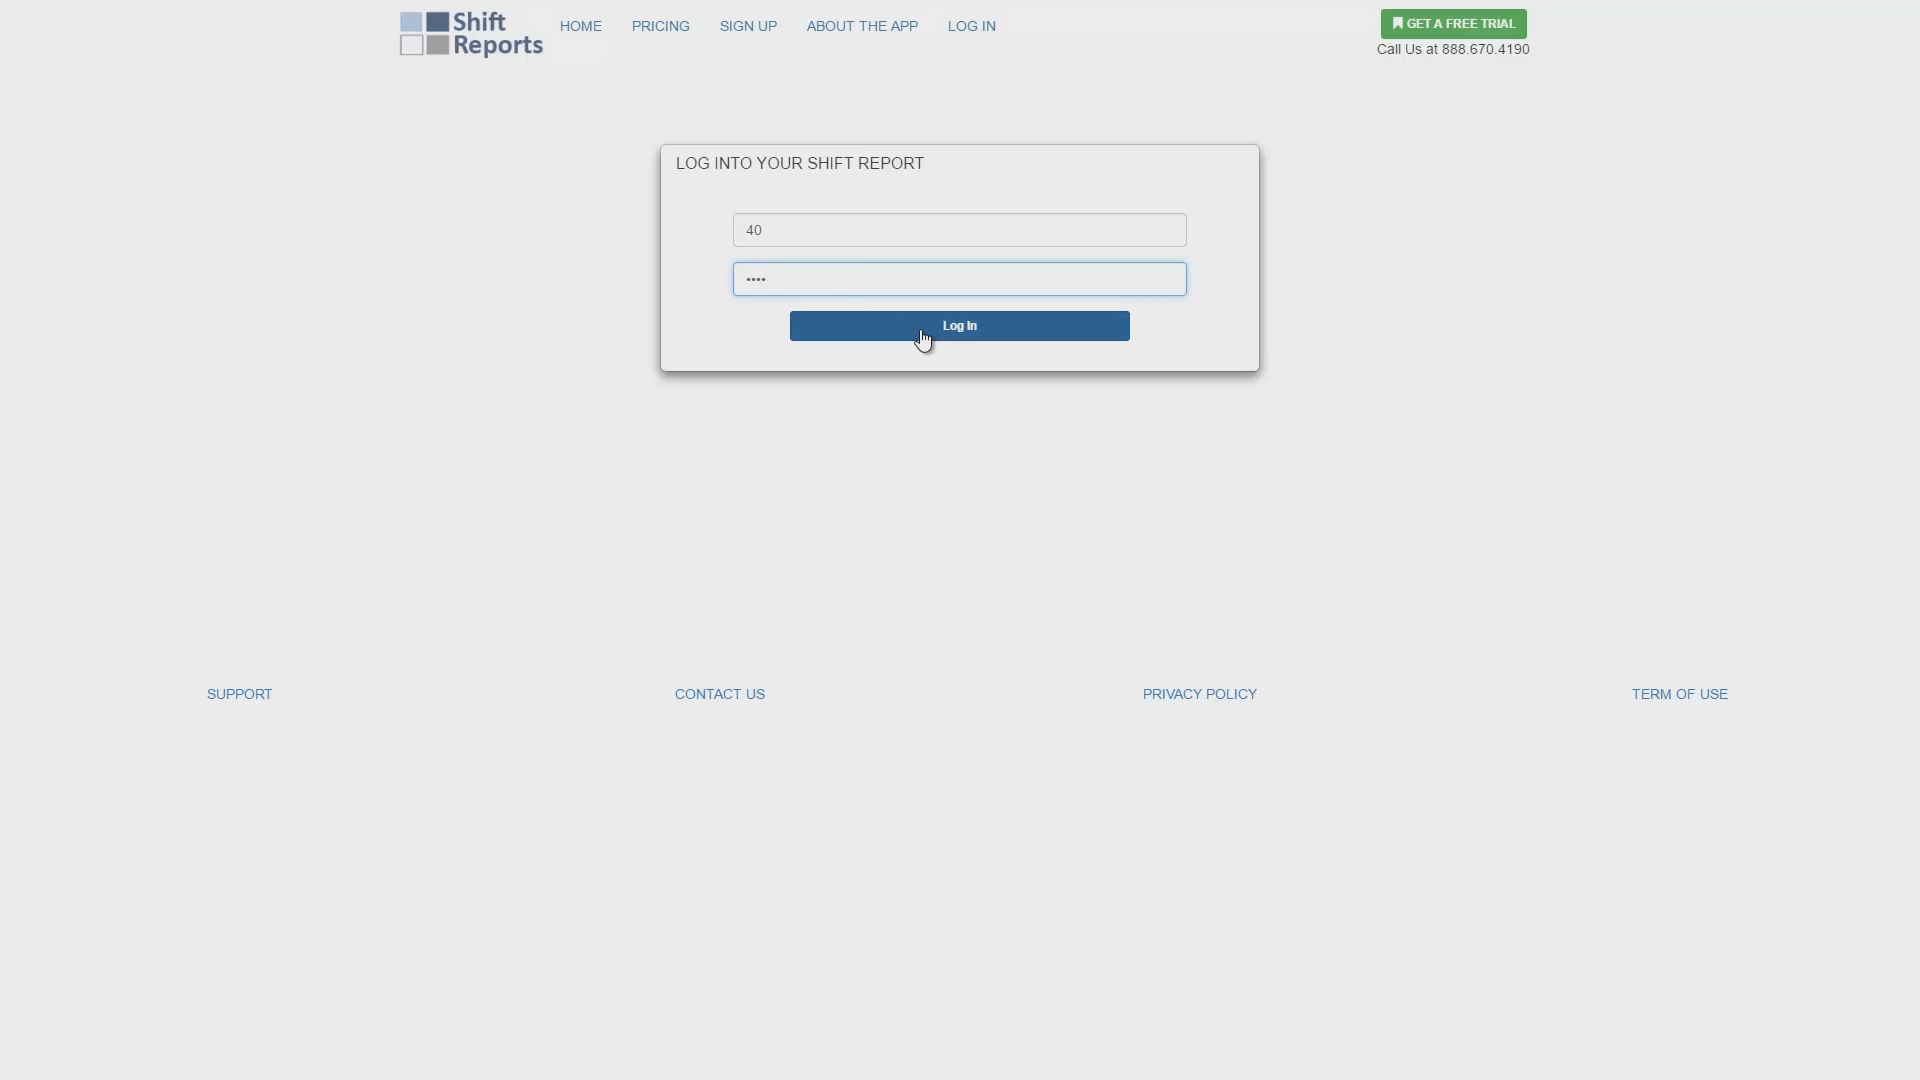 Shift
Reports
HOME
PRICING
SIGN UP
ABOUT THE APP
LOG IN
GET A FREE TRIAL
Call Us at 888.670.4190
LOG INTO YOUR SHIFT REPORT
40
••••
Log In
SUPPORT
CONTACT US
PRIVACY POLICY
TERM OF USE